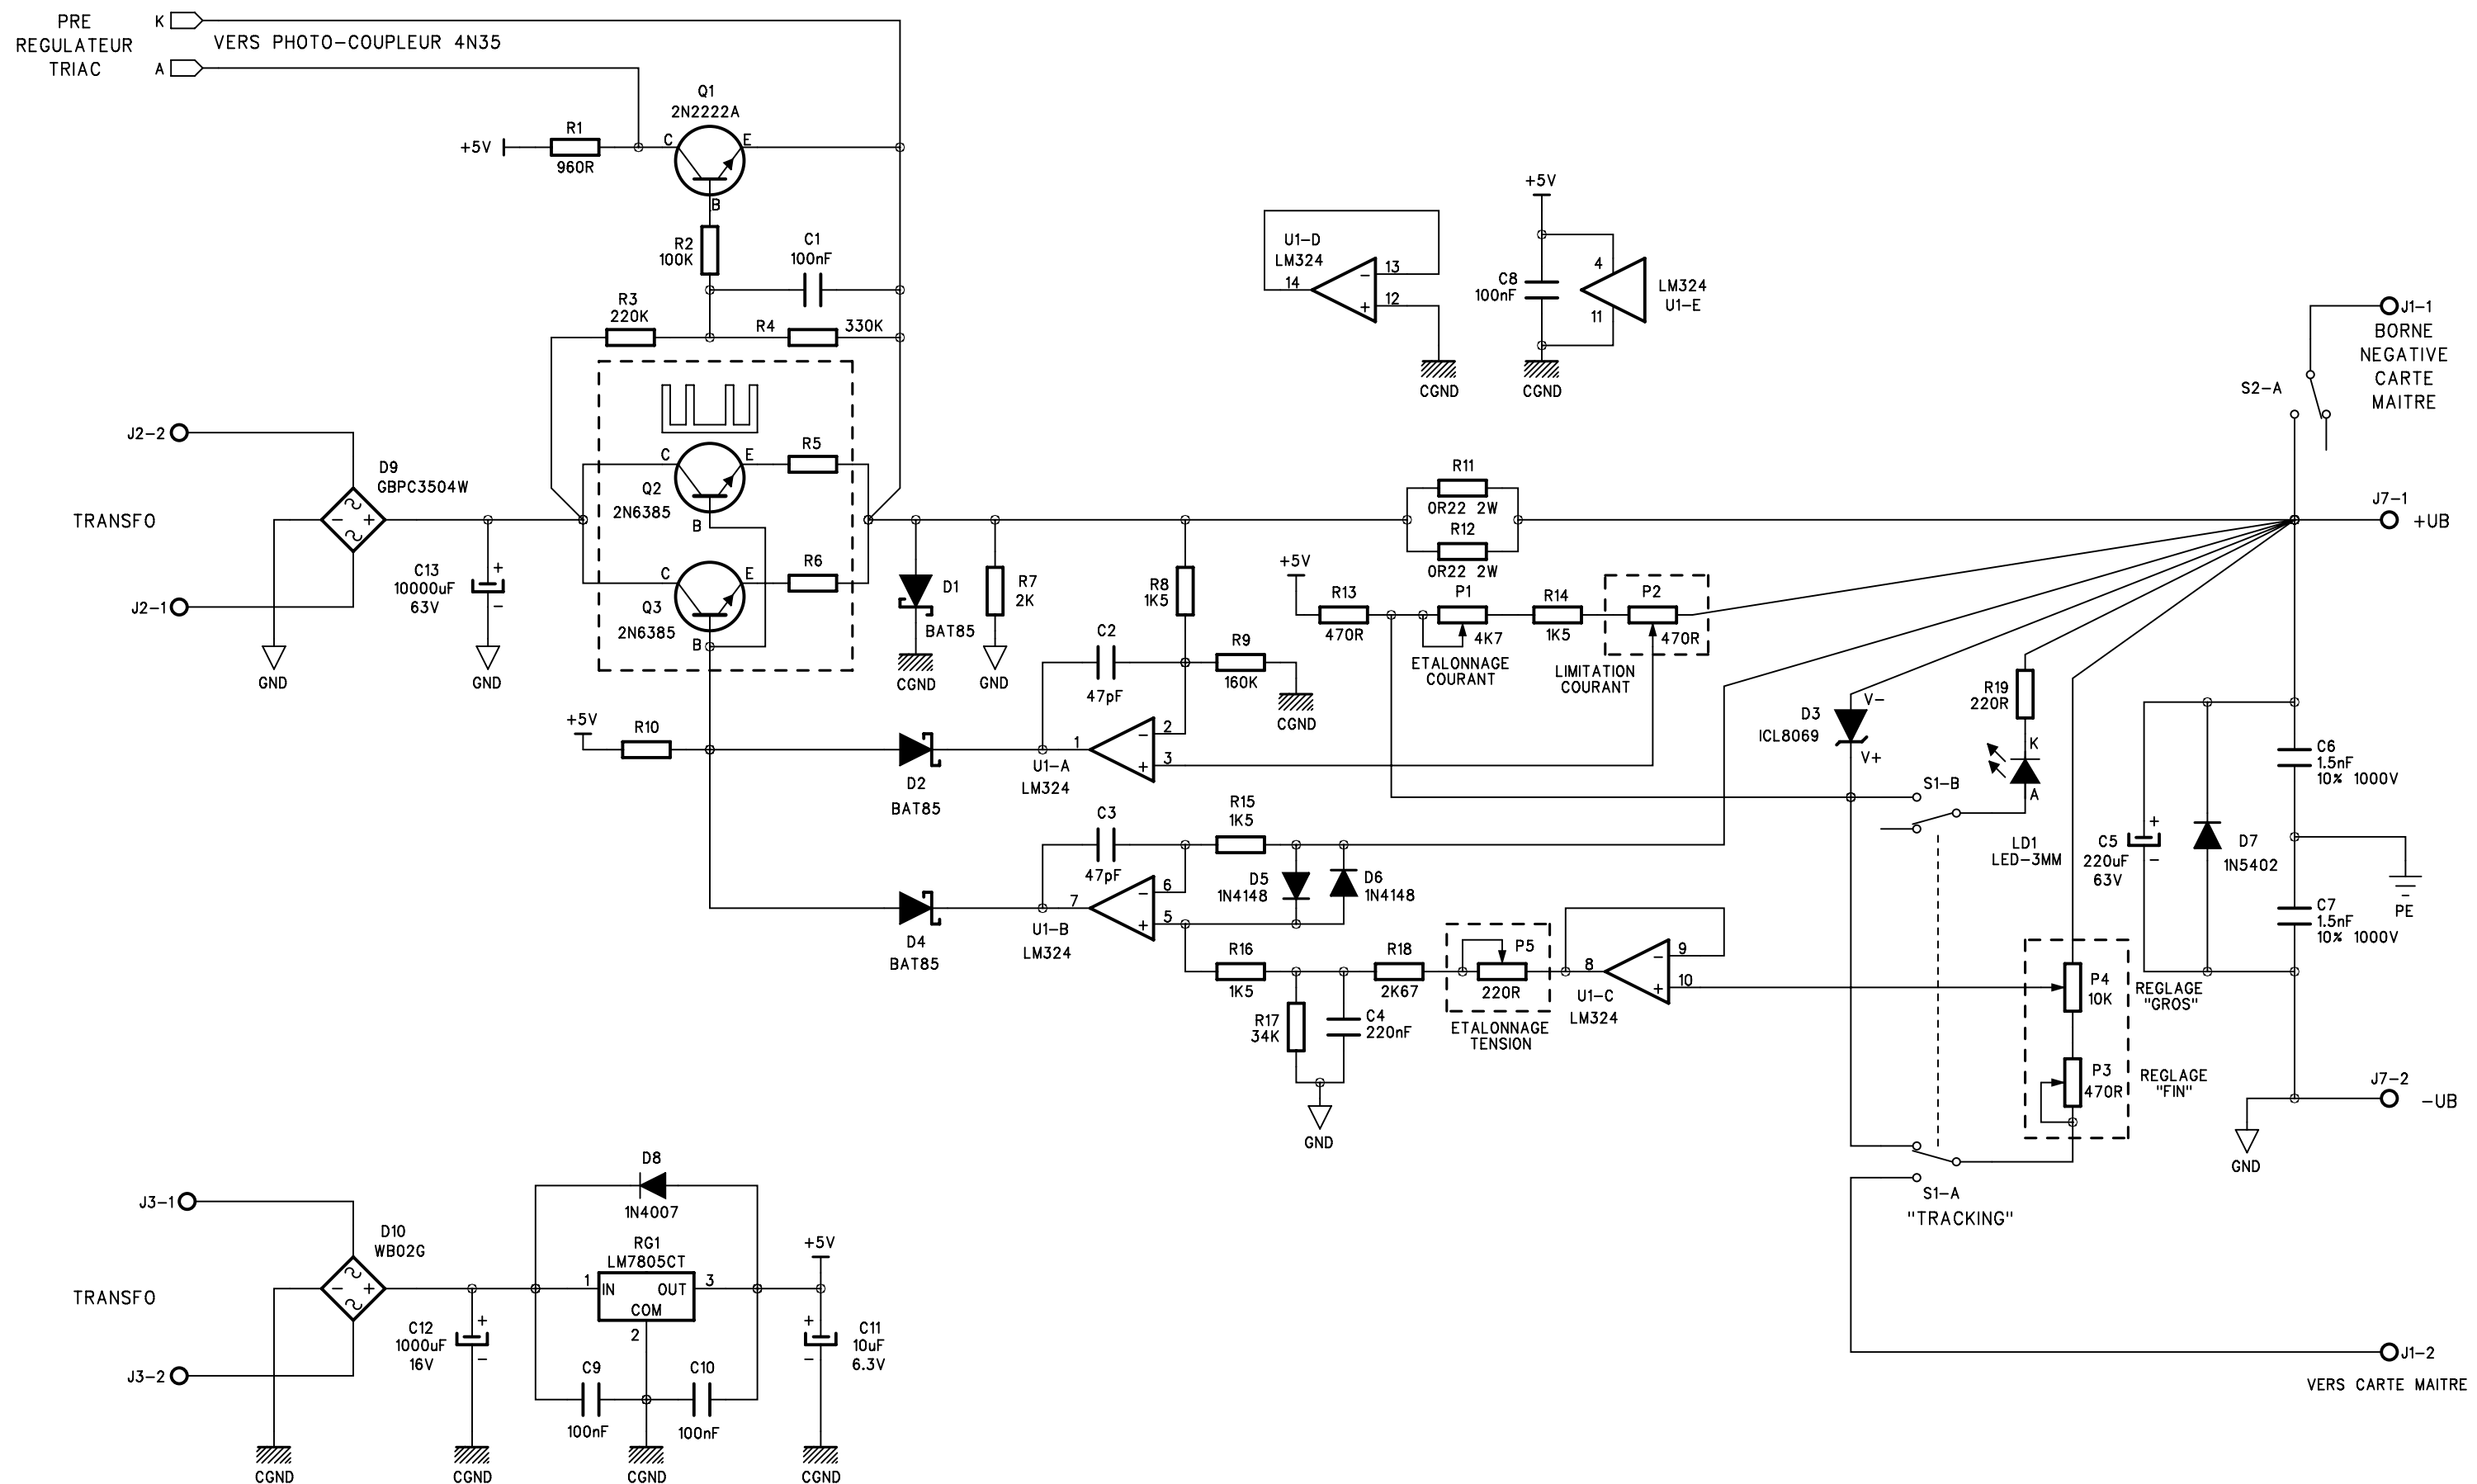 PRE
REGULATEUR
TRIAC
K
A
VERS PHOTO-COUPLEUR 4N35
Q1
2N2222A
R1
960R
+5V
C
E
B
R2
100K
C1
100nF
R3
220K
R4
330K
U1-D
LM324
14
13
12
-
+
CGND
+5V
C8
100nF
4
11
LM324
U1-E
CGND
J1-1
BORNE
NEGATIVE
CARTE
MAITRE
S2-A
J2-2
D9
GBPC3504W
TRANSFO
-
+
J2-1
GND
C13
10000uF
63V
+
-
GND
C
E
R5
Q2
2N6385
B
C
E
R6
Q3
2N6385
B
D1
BAT85
CGND
R7
2K
GND
R8
1K5
R11
0R22 2W
R12
0R22 2W
J7-1
+UB
+5V
R13
470R
P1
4K7
ETALONNAGE
COURANT
R14
1K5
P2
470R
LIMITATION
COURANT
C2
47pF
R9
160K
CGND
+5V
R10
D2
BAT85
1
2
3
-
+
U1-A
LM324
D3
ICL8069
V-
V+
R19
220R
K
A
LD1
LED-3MM
S1-B
C6
1.5nF
10% 1000V
C5
220uF
63V
+
-
D7
1N5402
PE
C7
1.5nF
10% 1000V
C3
47pF
R15
1K5
D5
1N4148
D6
1N4148
D4
BAT85
7
6
5
-
+
U1-B
LM324
R16
1K5
R18
2K67
P5
220R
ETALONNAGE
TENSION
8
9
10
-
+
U1-C
LM324
R17
34K
C4
220nF
GND
P4
10K
REGLAGE
"GROS"
P3
470R
REGLAGE
"FIN"
J7-2
-UB
GND
S1-A
"TRACKING"
J3-1
D10
WB02G
TRANSFO
-
+
J3-2
CGND
D8
1N4007
RG1
LM7805CT
1
IN
OUT
3
COM
2
+5V
C12
1000uF
16V
+
-
CGND
C9
100nF
C10
100nF
CGND
C11
10uF
6.3V
+
-
CGND
J1-2
VERS CARTE MAITRE